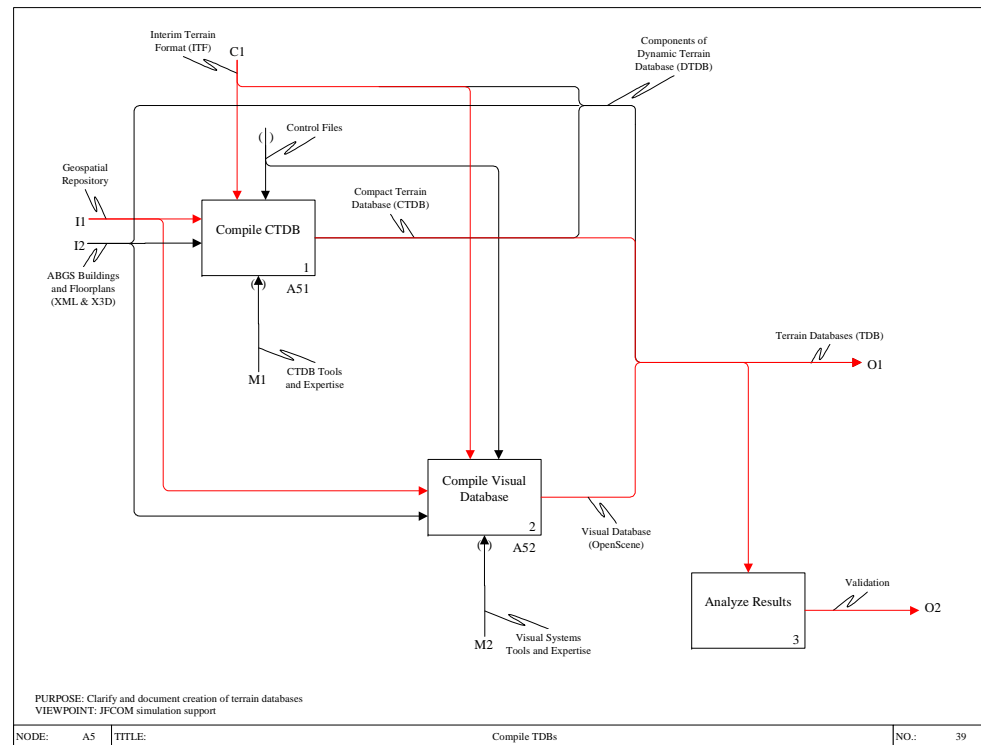 Interim Terrain
Format (ITF)
C1
Components of
Dynamic Terrain
Database (DTDB)
( )
Control Files
Geospatial
Repository
Compact Terrain
Database (CTDB)
I1
Compile CTDB
I2
1
ABGS Buildings
and Floorplans
(XML & X3D)
( )
A51
Terrain Databases (TDB)
O1
M1
CTDB Tools
and Expertise
Compile Visual
Database
2
Visual Database
(OpenScene)
( )
A52
Analyze Results
Validation
O2
3
M2
Visual Systems
Tools and Expertise
PURPOSE: Clarify and document creation of terrain databases
VIEWPOINT: JFCOM simulation support
NODE: A5 TITLE: Compile TDBs NO.: 39